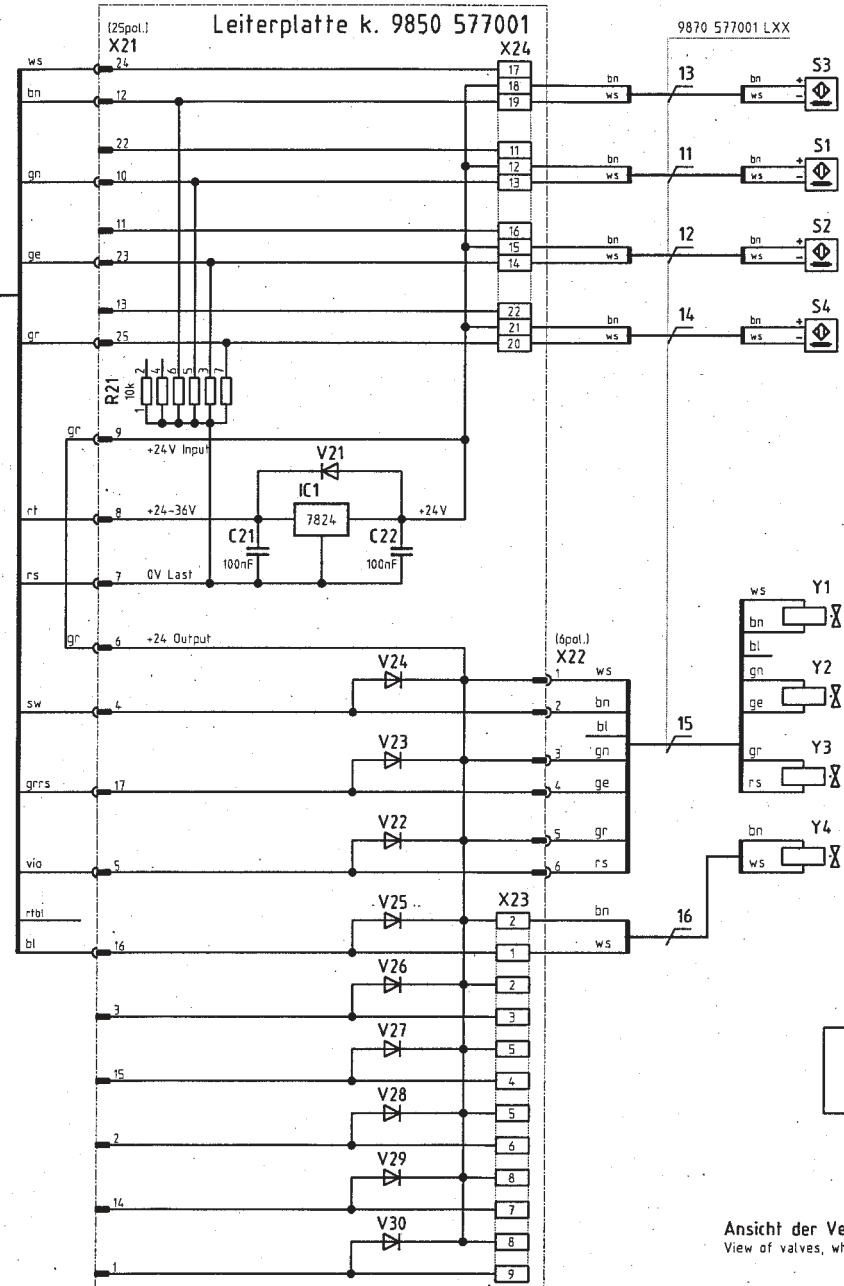 Leiterplatte k. 9850 577001
(25pol.)
X21
X24
9870 577001 LXX
ws 24 17
18 bn 13 bn + S3
bn 12 19 ws ws -
22 11
12 bn 11 bn + S1
gn 10 13 ws ws -
11 16
15 bn 12 bn + S2
ge 23 14 ws ws -
13 22
21 bn 14 bn + S4
gr 25 20 ws ws -
R21 10k
2 4 6 5 3 7
1
gr 9
+24V Input
V21
IC1
rt 8 +24-36V 7824 +24V
C21 C22
100nF 100nF
rs 7 0V Last
gr 6 +24 Output
(6pol.)
X22
V24 1 ws
sw 4 2 bn
bl
V23 3 gn
grrs 17 4 ge
V22 5 gr
vio 5 6 rs
15
ws Y1
bn
bl
gn Y2
ge
gr Y3
rs
bn Y4
ws
X23
rtbl
V25 2 bn
bl 16 1 ws
16
V26 2
3 3
V27 5
15 4
V28 5
2 6
V29 8
14 7
V30 8
1 9
Ansicht der Ve
View of valves, wh